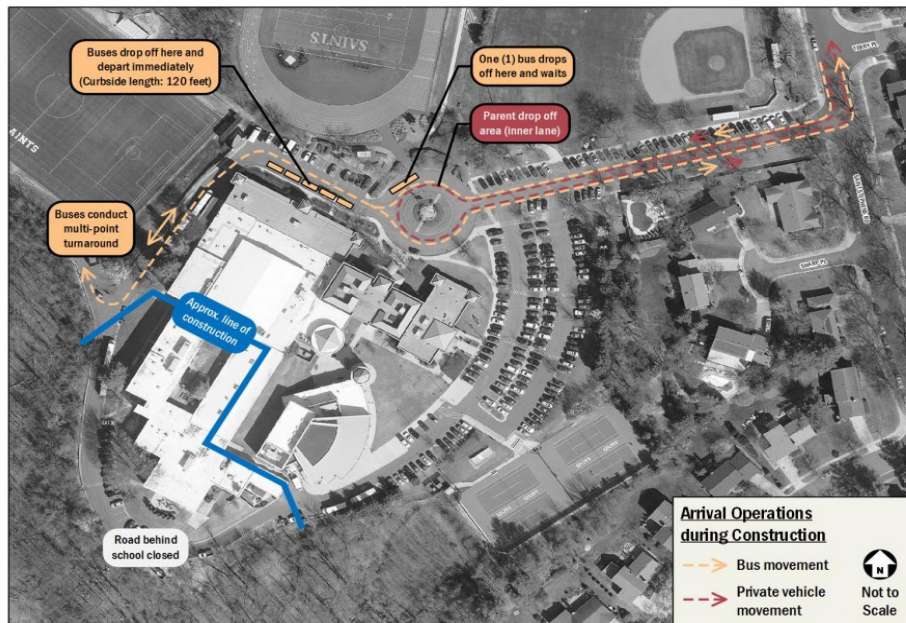 SAINTS
Buses drop off here and
depart immediately
(Curbside length: 120 feet)
One (1) bus drops
off here and waits
Parent drop off
area (inner lane)
AINTS
Buses conduct
multi-point
turnaround
Approx. line of
construction
Road behind
school closed
Arrival Operations
during Construction
Bus movement
Private vehicle
movement
N
Not to
Scale